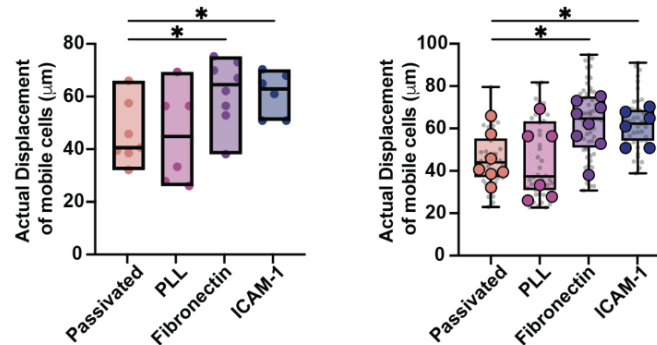 *
*
80
60
40
20
0
Actual Displacement
of mobile cells (μm)
Passivated
PLL
Fibronectin
ICAM-1
*
*
100
80
60
40
20
0
Actual Displacement
of mobile cells (μm)
Passivated
PLL
Fibronectin
ICAM-1